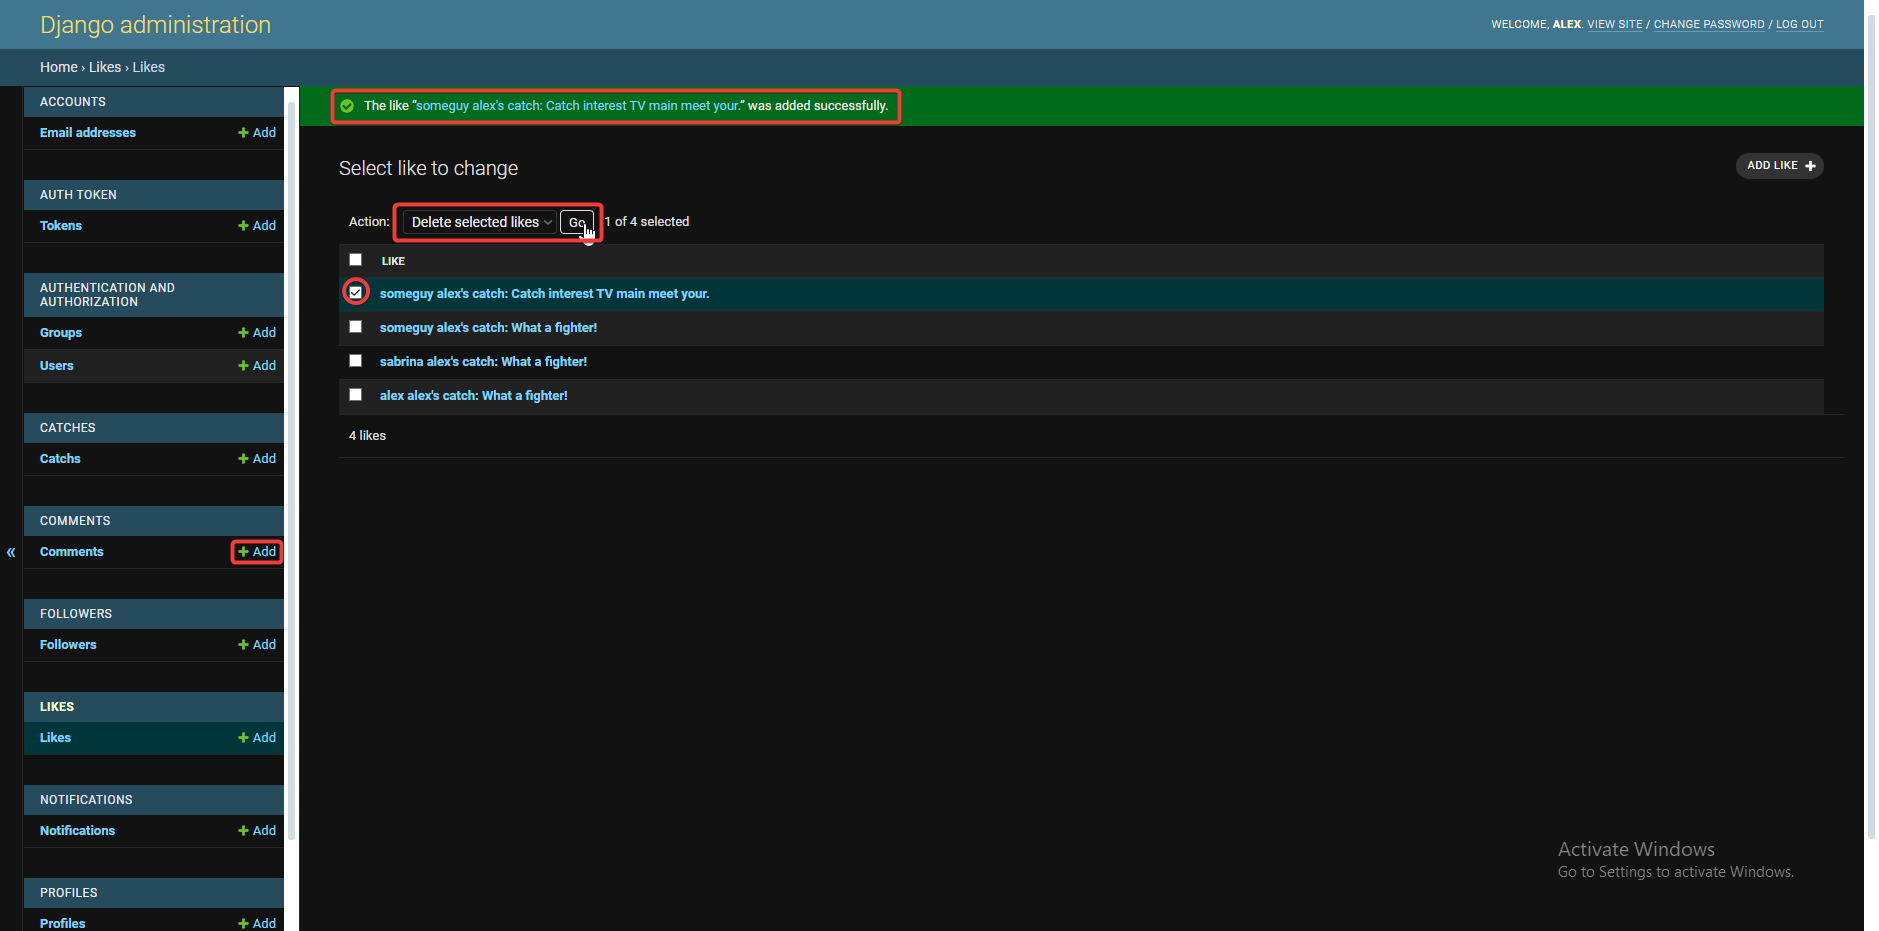 Django administration
WELCOME, ALEX. VIEW SITE / CHANGE PASSWORD / LOG OUT
Home › Likes › Likes
ACCOUNTS
Email addresses + Add
AUTH TOKEN
Tokens + Add
AUTHENTICATION AND
AUTHORIZATION
Groups + Add
Users + Add
CATCHES
Catchs + Add
COMMENTS
« Comments + Add
FOLLOWERS
Followers + Add
LIKES
Likes + Add
NOTIFICATIONS
Notifications + Add
PROFILES
Profiles + Add
The like “someguy alex's catch: Catch interest TV main meet your.” was added successfully.
Select like to change
ADD LIKE +
Action: Delete selected likes Go 1 of 4 selected
LIKE
someguy alex's catch: Catch interest TV main meet your.
someguy alex's catch: What a fighter!
sabrina alex's catch: What a fighter!
alex alex's catch: What a fighter!
4 likes
Activate Windows
Go to Settings to activate Windows.